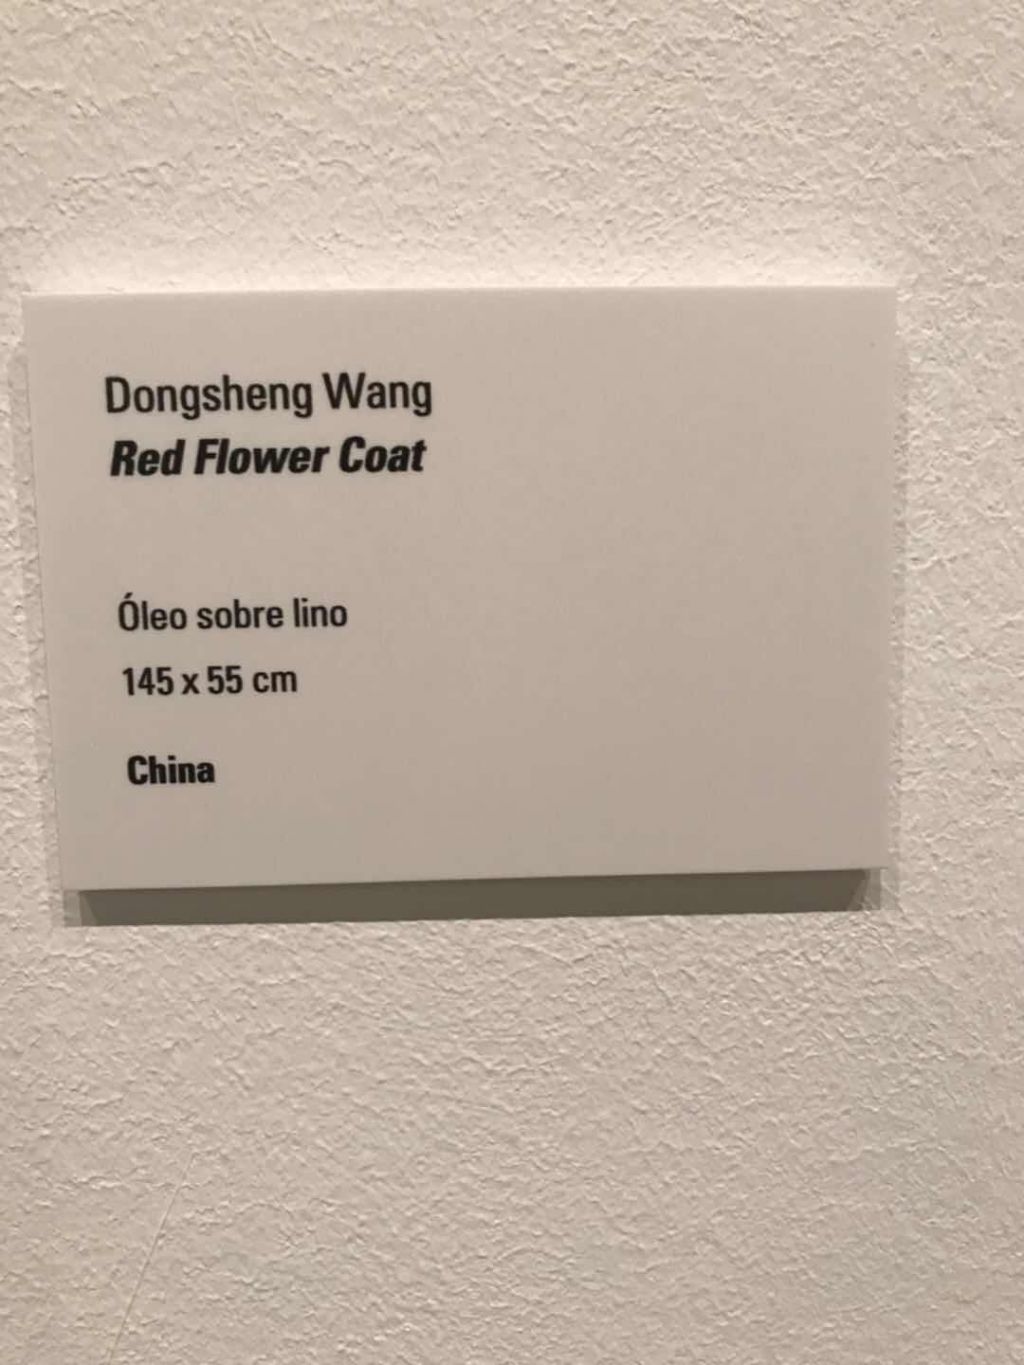 Dongsheng Wang
Red Flower Coat
Óleo sobre lino
145 x 55 cm
China